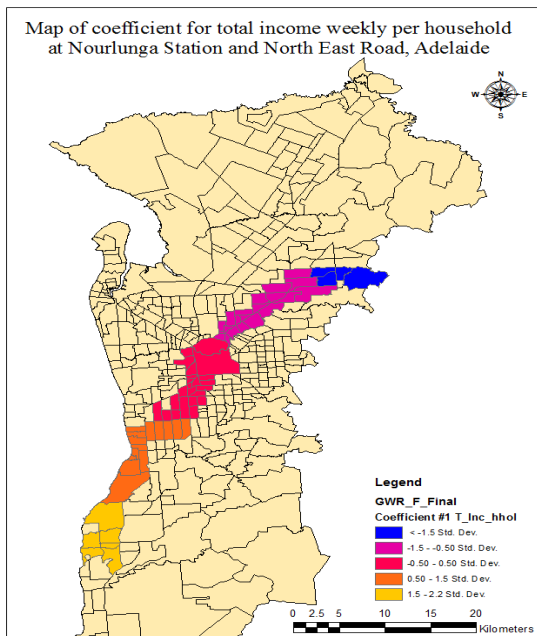 Map of coefficient for total income weekly per household
at Nourlunga Station and North East Road, Adelaide
N
W E
S
Legend
GWR_F_Final
Coefficient #1 T_Inc_hhol
< -1.5 Std. Dev.
-1.5 - -0.50 Std. Dev.
-0.50 - 0.50 Std. Dev.
0.50 - 1.5 Std. Dev.
1.5 - 2.2 Std. Dev.
0 2.5 5 10 15 20
Kilometers